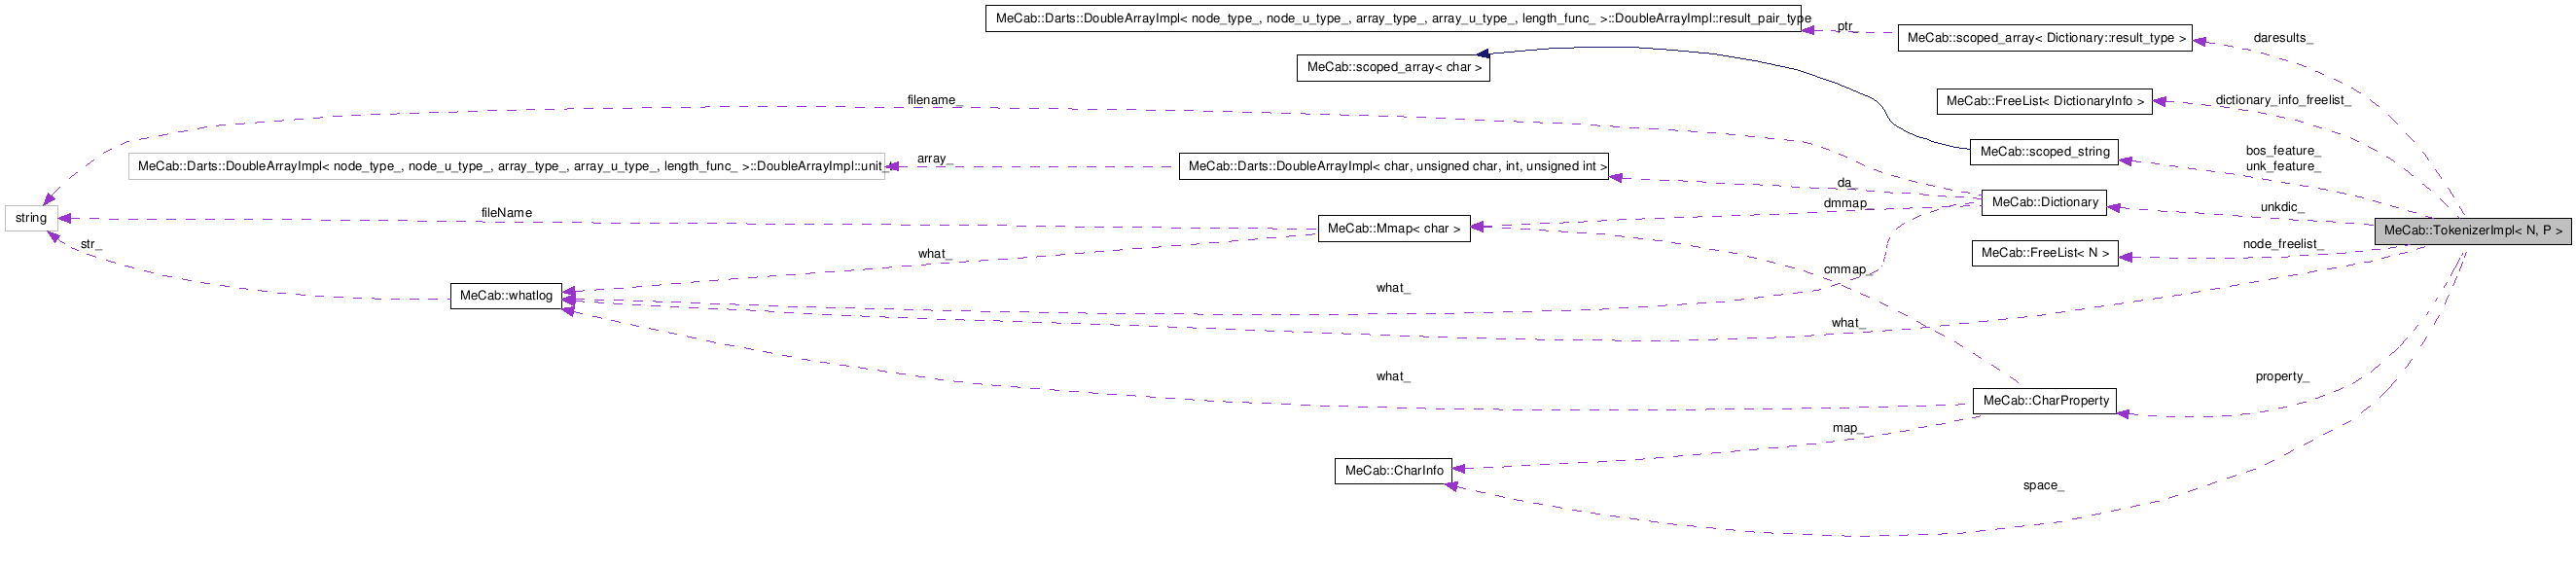 MeCab::Darts::DoubleArrayImpl< node_type_, node_u_type_, array_type_, array_u_type_, length_func_ >::DoubleArrayImpl::result_pair_type
ptr_
MeCab::scoped_array< Dictionary::result_type >
daresults_
MeCab::scoped_array< char >
filename_
MeCab::FreeList< DictionaryInfo >
dictionary_info_freelist_
MeCab::Darts::DoubleArrayImpl< node_type_, node_u_type_, array_type_, array_u_type_, length_func_ >::DoubleArrayImpl::unit_t
array_
MeCab::Darts::DoubleArrayImpl< char, unsigned char, int, unsigned int >
MeCab::scoped_string
bos_feature_
unk_feature_
da_
dmmap_
MeCab::Dictionary
unkdic_
string
fileName
MeCab::Mmap< char >
MeCab::TokenizerImpl< N, P >
str_
what_
cmmap_
MeCab::FreeList< N >
node_freelist_
MeCab::whatlog
what_
what_
what_
property_
MeCab::CharProperty
map_
MeCab::CharInfo
space_